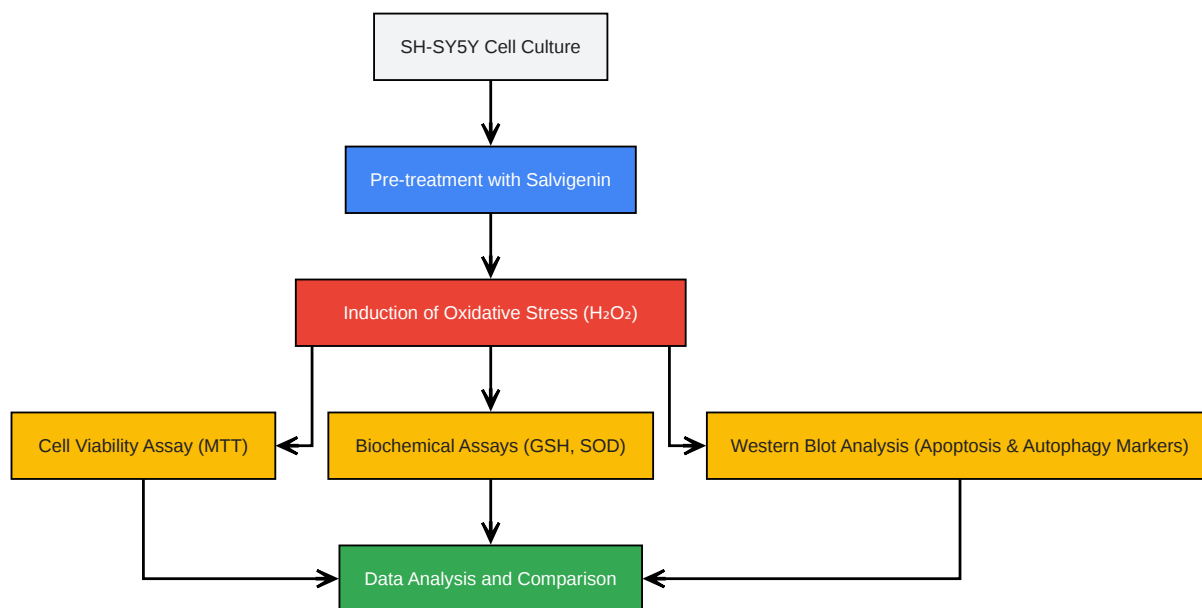 SH-SY5Y Cell Culture
Pre-treatment with Salvigenin
Induction of Oxidative Stress (H₂O₂)
Cell Viability Assay (MTT)
Biochemical Assays (GSH, SOD)
Western Blot Analysis (Apoptosis & Autophagy Markers)
Data Analysis and Comparison